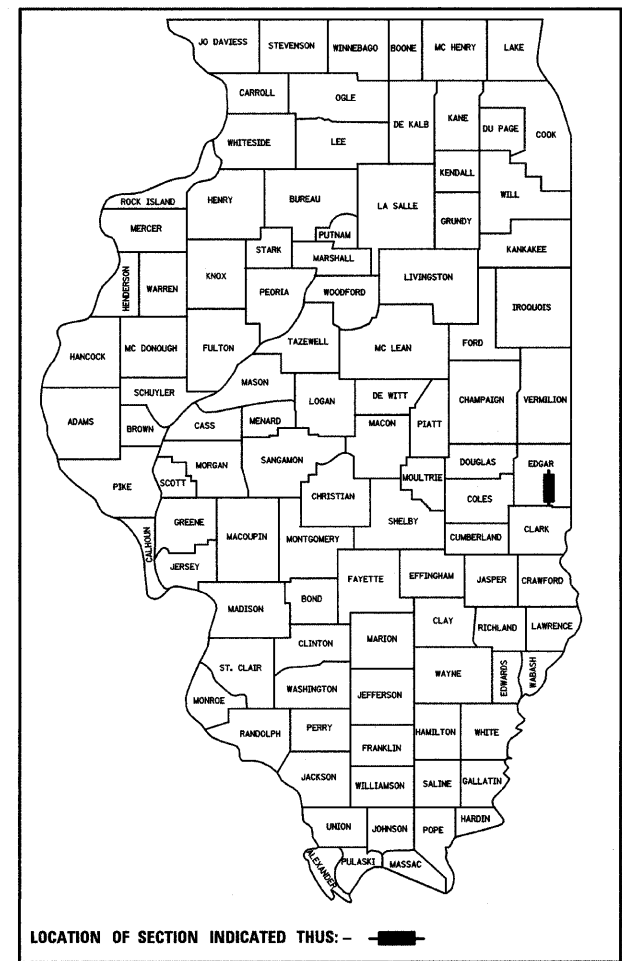 JO DAVIESS STEVENSON WINNEBAGO BOONE MC HENRY LAKE
CARROLL OGLE DE KALB KANE DU PAGE COOK
WHITESIDE LEE
KENDALL WILL
ROCK ISLAND HENRY BUREAU LA SALLE GRUNDY
MERCER PUTNAM
STARK MARSHALL KANKAKEE
HENDERSON WARREN KNOX PEORIA WOODFORD LIVINGSTON
IROQUOIS
HANCOCK MC DONOUGH FULTON TAZEWELL MC LEAN FORD
MASON
SCHUYLER LOGAN DE WITT CHAMPAIGN VERMILION
ADAMS BROWN CASS MENARD MACON PIATT
PIKE SCOTT MORGAN SANGAMON MOULTRIE DOUGLAS EDGAR
CHRISTIAN COLES
CALHOUN GREENE MACOUPIN MONTGOMERY SHELBY CUMBERLAND CLARK
JERSEY
FAYETTE EFFINGHAM JASPER CRAWFORD
MADISON BOND
CLAY RICHLAND LAWRENCE
CLINTON MARION
ST. CLAIR WAYNE EDWARDS WABASH
WASHINGTON JEFFERSON
MONROE
RANDOLPH PERRY HAMILTON WHITE
FRANKLIN
JACKSON WILLIAMSON SALINE GALLATIN
UNION JOHNSON POPE HARDIN
ALEXANDER PULASKI MASSAC
LOCATION OF SECTION INDICATED THUS: –